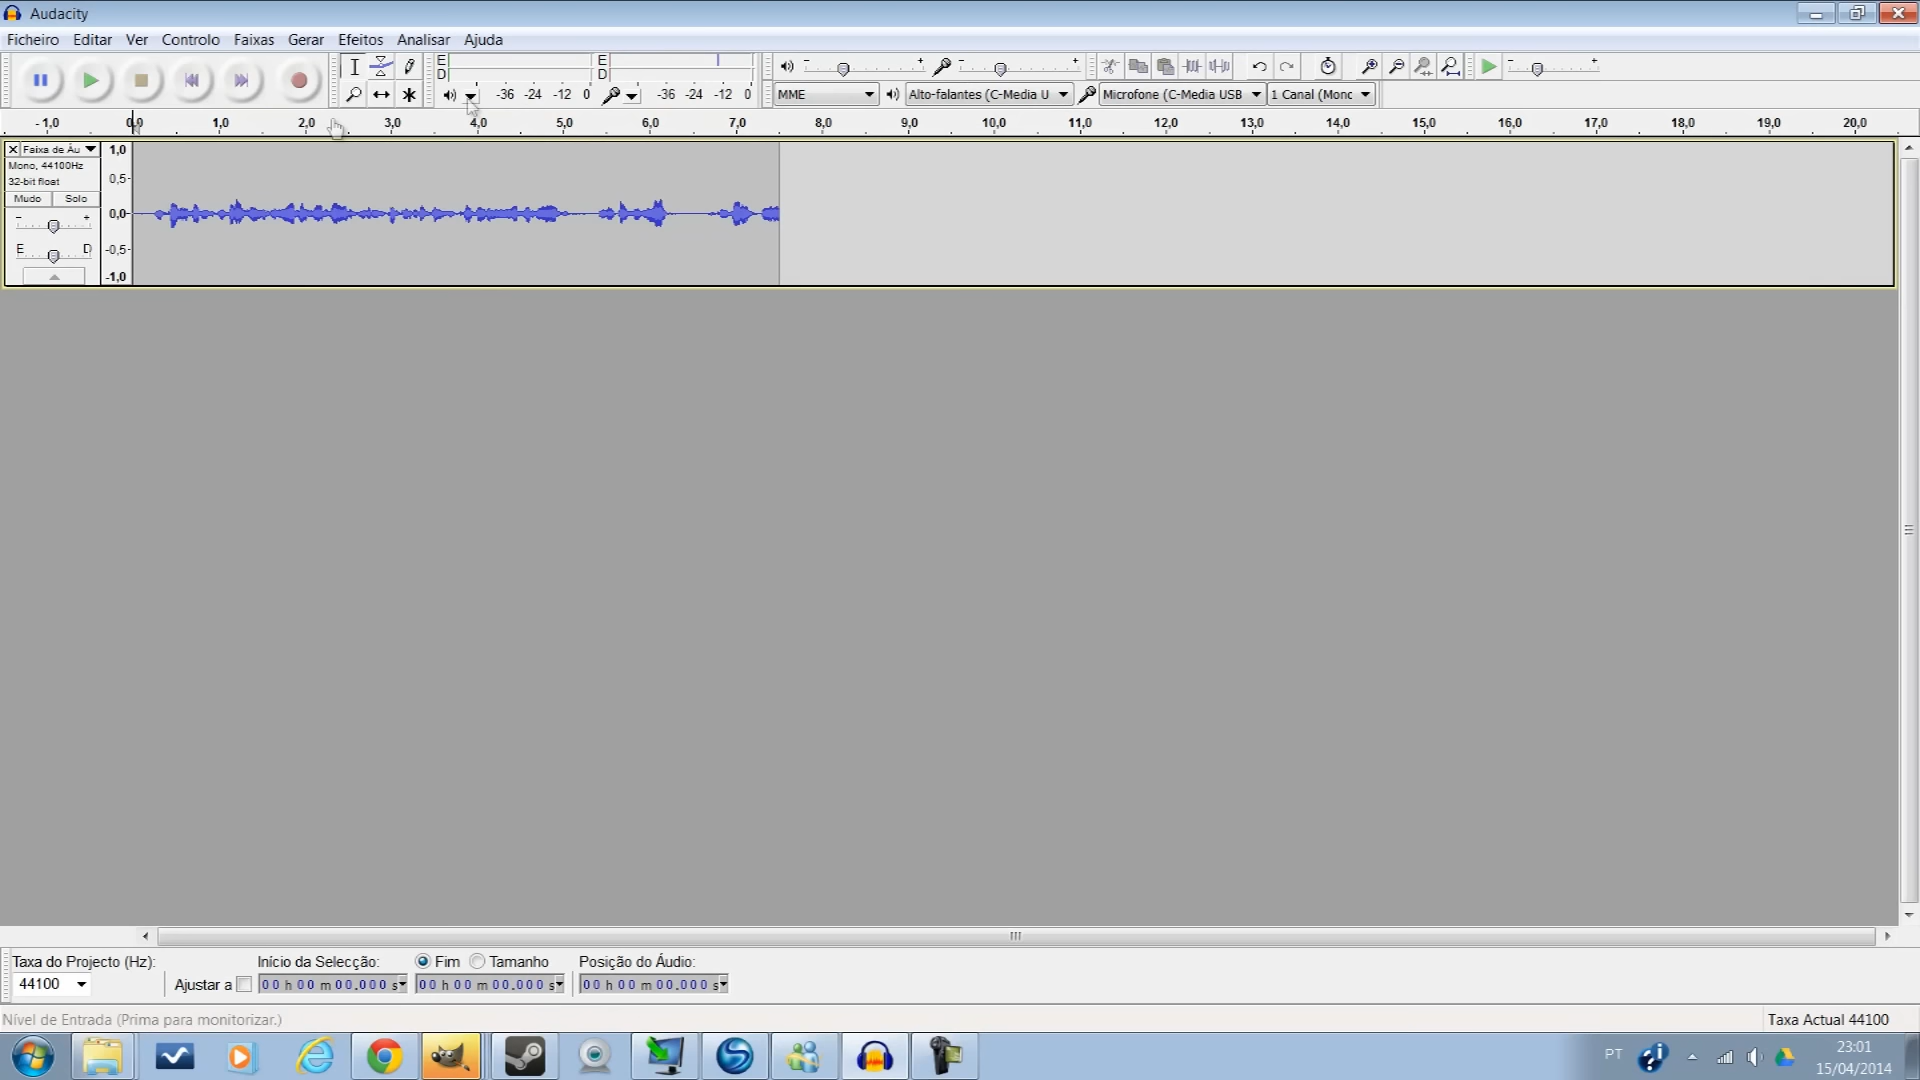 Audacity
Ficheiro Editar Ver Controlo Faixas Gerar Efeitos Analisar Ajuda
E E
D D
-36 -24 -12 0 -36 -24 -12 0
MME Alto-falantes (C-Media U Microfone (C-Media USB 1 Canal (Monc
- 1,0 0,0 1,0 2,0 3,0 4,0 5,0 6,0 7,0 8,0 9,0 10,0 11,0 12,0 13,0 14,0 15,0 16,0 17,0 18,0 19,0 20,0
Faixa de Áu 1,0
Mono, 44100Hz
32-bit float 0,5
Mudo Solo
- + 0,0
E D -0,5
-1,0
Taxa do Projecto (Hz): Início da Selecção: Fim Tamanho Posição do Áudio:
44100 Ajustar a 00 h 00 m 00.000 s 00 h 00 m 00.000 s 00 h 00 m 00.000 s
Nível de Entrada (Prima para monitorizar.) Taxa Actual 44100
PT 23:01
15/04/2014